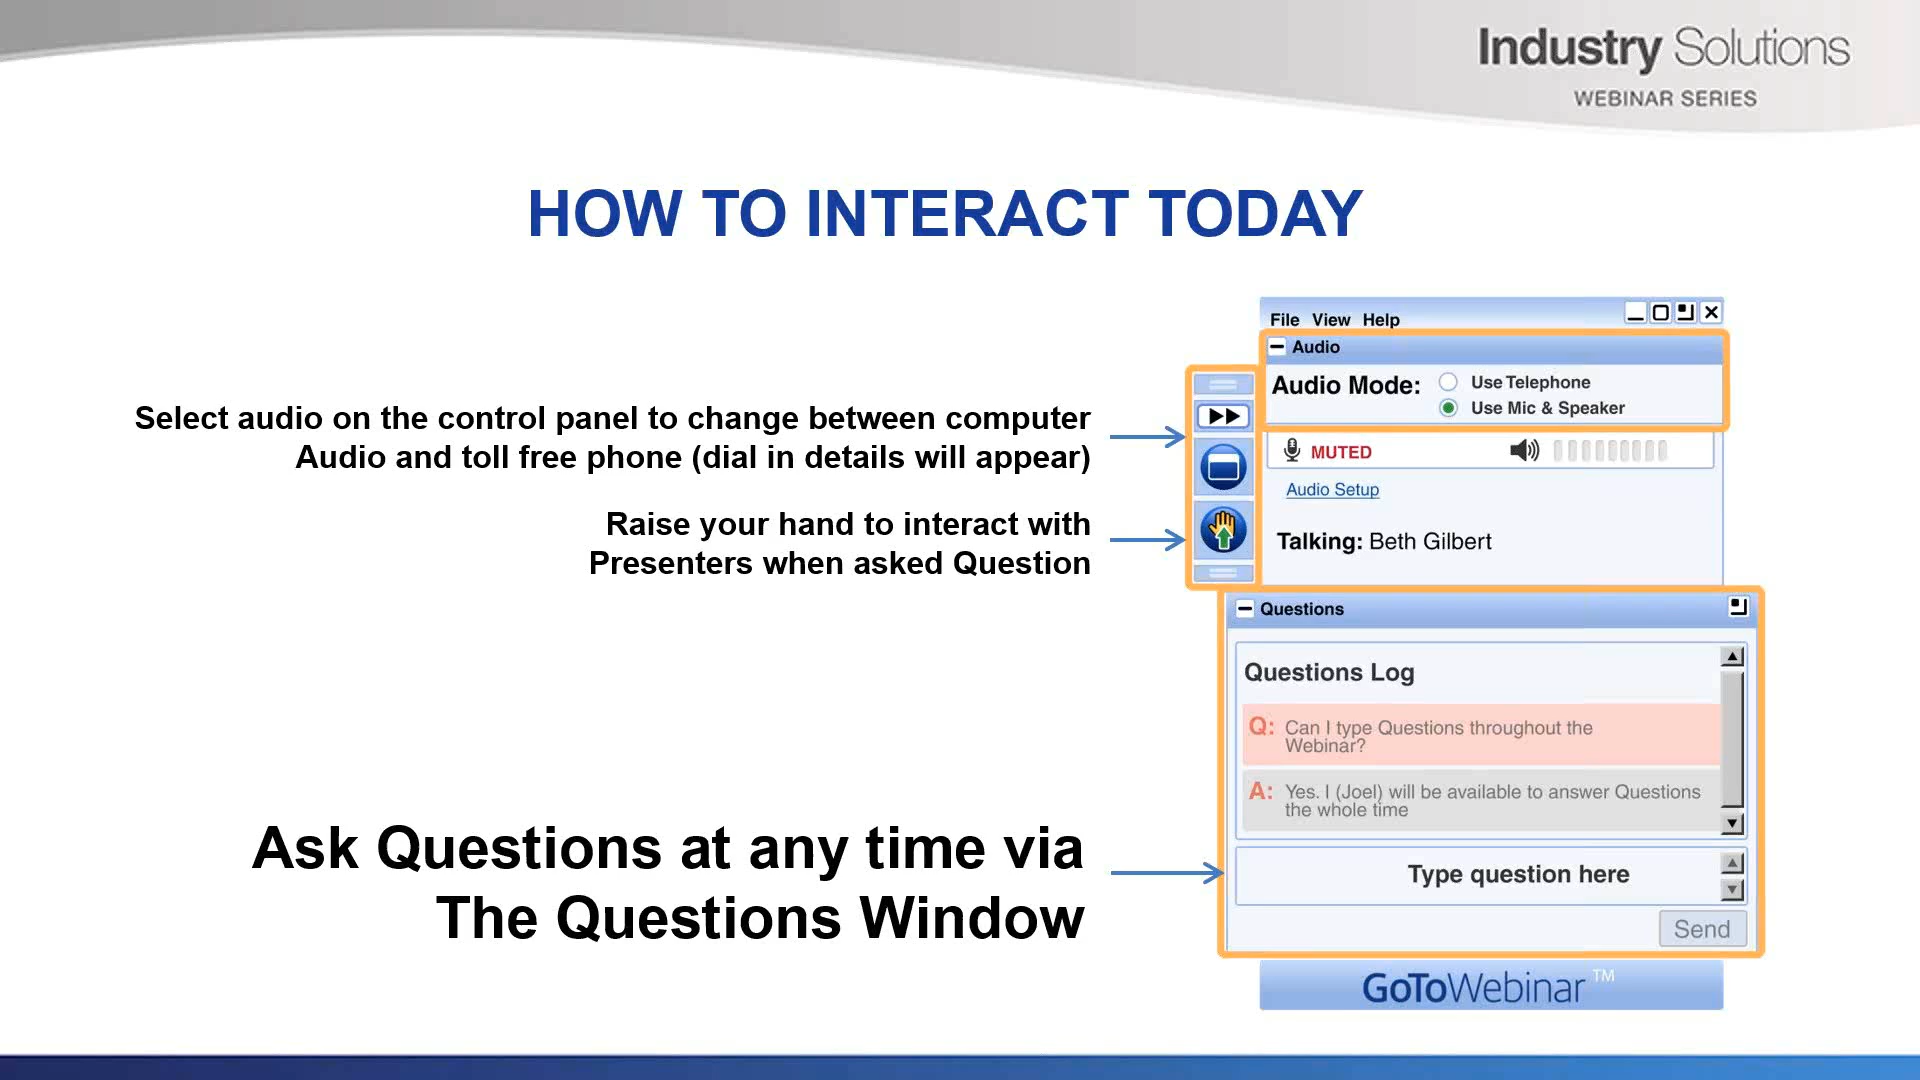 Industry Solutions
WEBINAR SERIES
HOW TO INTERACT TODAY
Select audio on the control panel to change between computer
Audio and toll free phone (dial in details will appear)
Raise your hand to interact with
Presenters when asked Question
Ask Questions at any time via
The Questions Window
File View Help
Audio
Audio Mode:
Use Telephone
Use Mic & Speaker
MUTED
Audio Setup
Talking: Beth Gilbert
Questions
Questions Log
Q: Can I type Questions throughout the
Webinar?
A: Yes. I (Joel) will be available to answer Questions
the whole time
Type question here
Send
GoToWebinar™